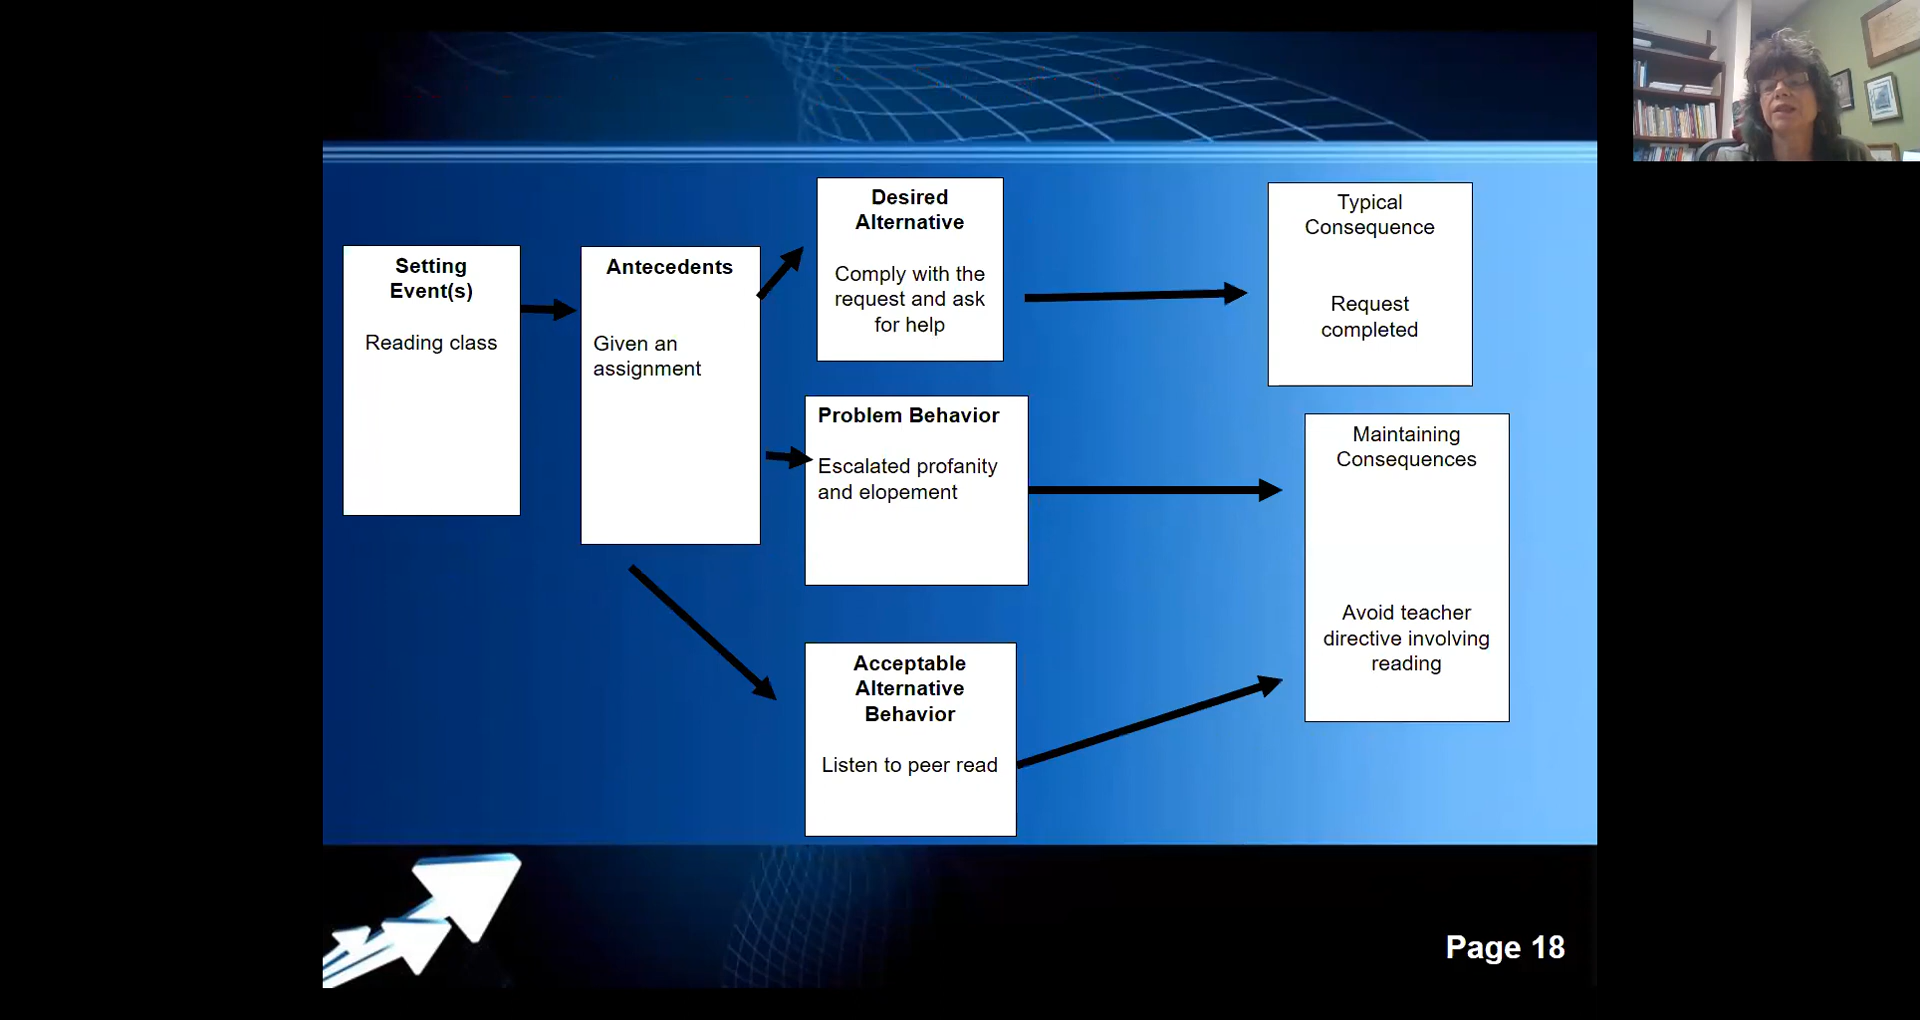 Setting
Event(s)
Reading class
Antecedents
Given an
assignment
Desired
Alternative
Comply with the
request and ask
for help
Typical
Consequence
Request
completed
Problem Behavior
Escalated profanity
and elopement
Maintaining
Consequences
Avoid teacher
directive involving
reading
Acceptable
Alternative
Behavior
Listen to peer read
Page 18